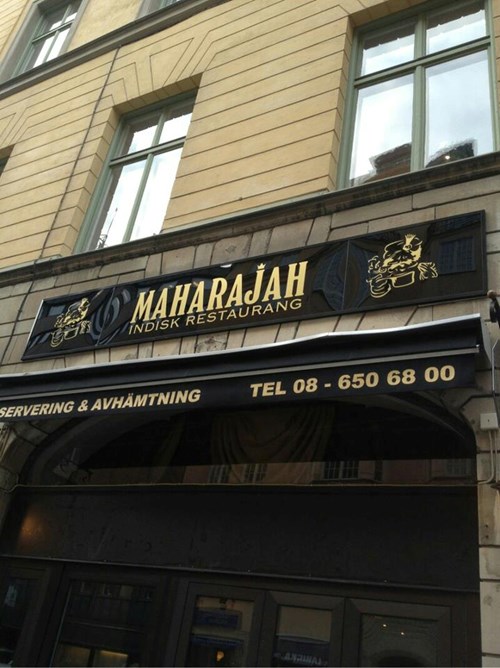 MAHARAJAH
INDISK RESTAURANG
SERVERING & AVHÄMTNING TEL 08 - 650 68 00